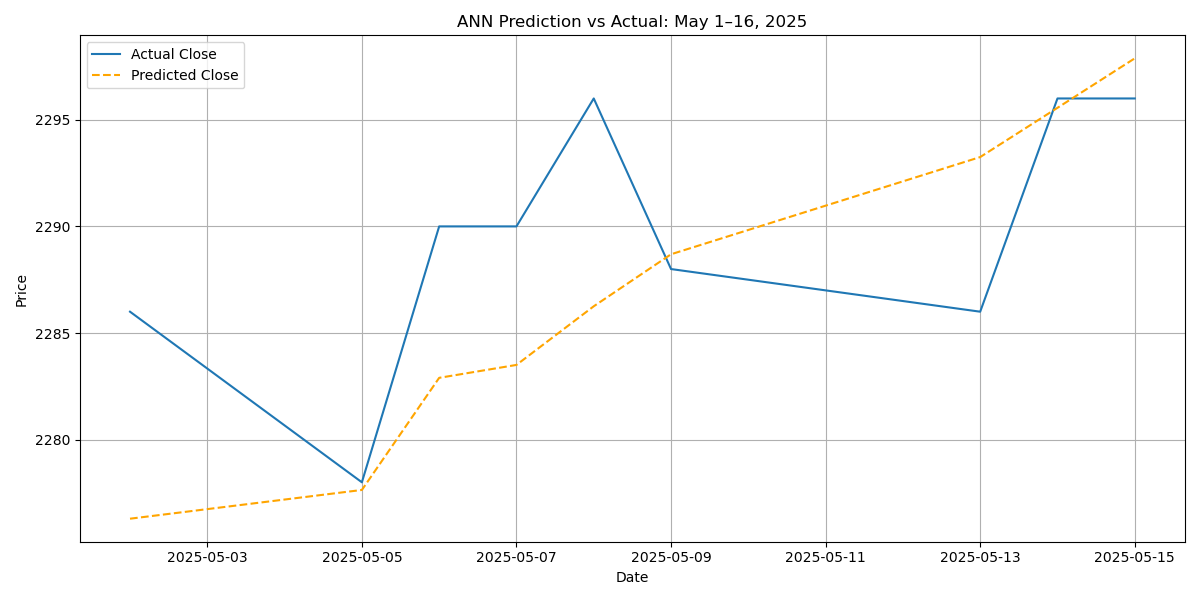 ANN Prediction vs Actual: May 1–16, 2025
Actual Close
Predicted Close
2295
2290
2285
2280
Price
2025-05-03
2025-05-05
2025-05-07
2025-05-09
2025-05-11
2025-05-13
2025-05-15
Date